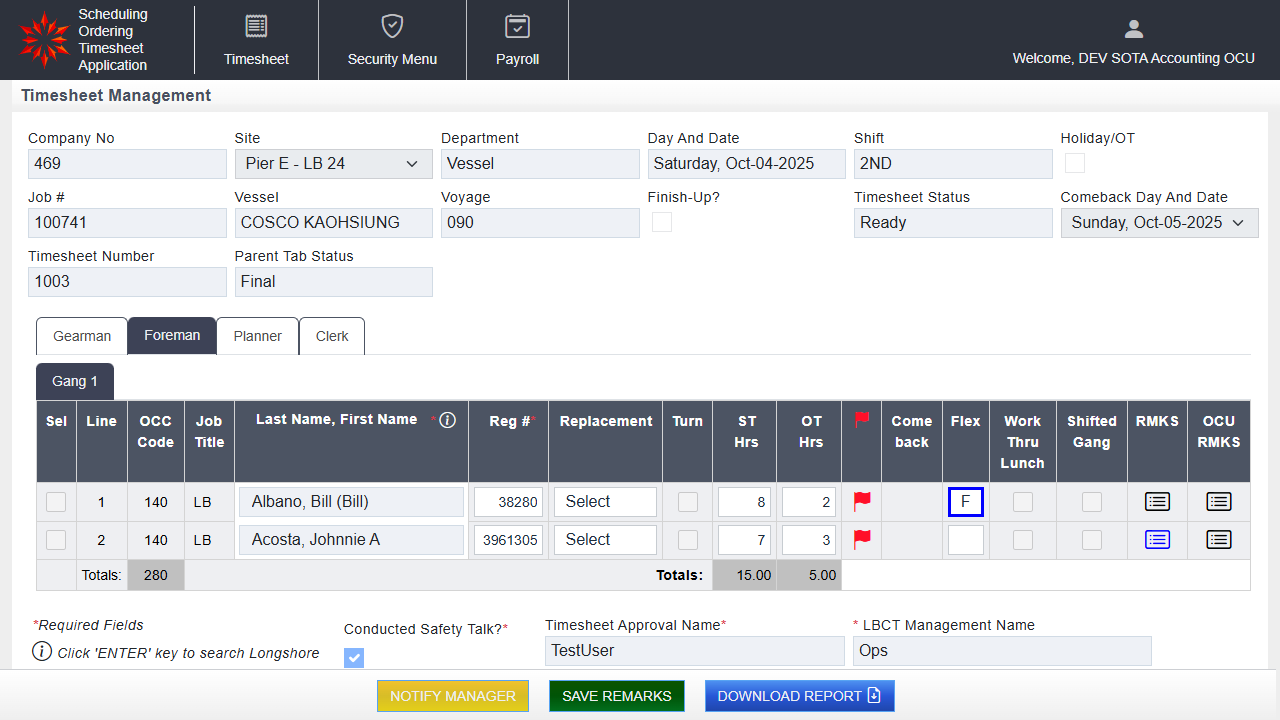 Scheduling
Ordering
Timesheet
Application
Timesheet
Security Menu
Payroll
Welcome, DEV SOTA Accounting OCU
Timesheet Management
Company No
469
Site
Pier E - LB 24
Department
Vessel
Day And Date
Saturday, Oct-04-2025
Shift
2ND
Holiday/OT
Job #
100741
Vessel
COSCO KAOHSIUNG
Voyage
090
Finish-Up?
Timesheet Status
Ready
Comeback Day And Date
Sunday, Oct-05-2025
Timesheet Number
1003
Parent Tab Status
Final
Gearman Foreman Planner Clerk
Gang 1
Sel Line OCC Code Job Title Last Name, First Name * Reg #* Replacement Turn ST Hrs OT Hrs Come back Flex Work Thru Lunch Shifted Gang RMKS OCU RMKS
1 140 LB Albano, Bill (Bill) 38280 Select 8 2 F
2 140 LB Acosta, Johnnie A 3961305 Select 7 3
Totals: 280 Totals: 15.00 5.00
*Required Fields
Click 'ENTER' key to search Longshore
Conducted Safety Talk?*
Timesheet Approval Name*
TestUser
* LBCT Management Name
Ops
NOTIFY MANAGER
SAVE REMARKS
DOWNLOAD REPORT